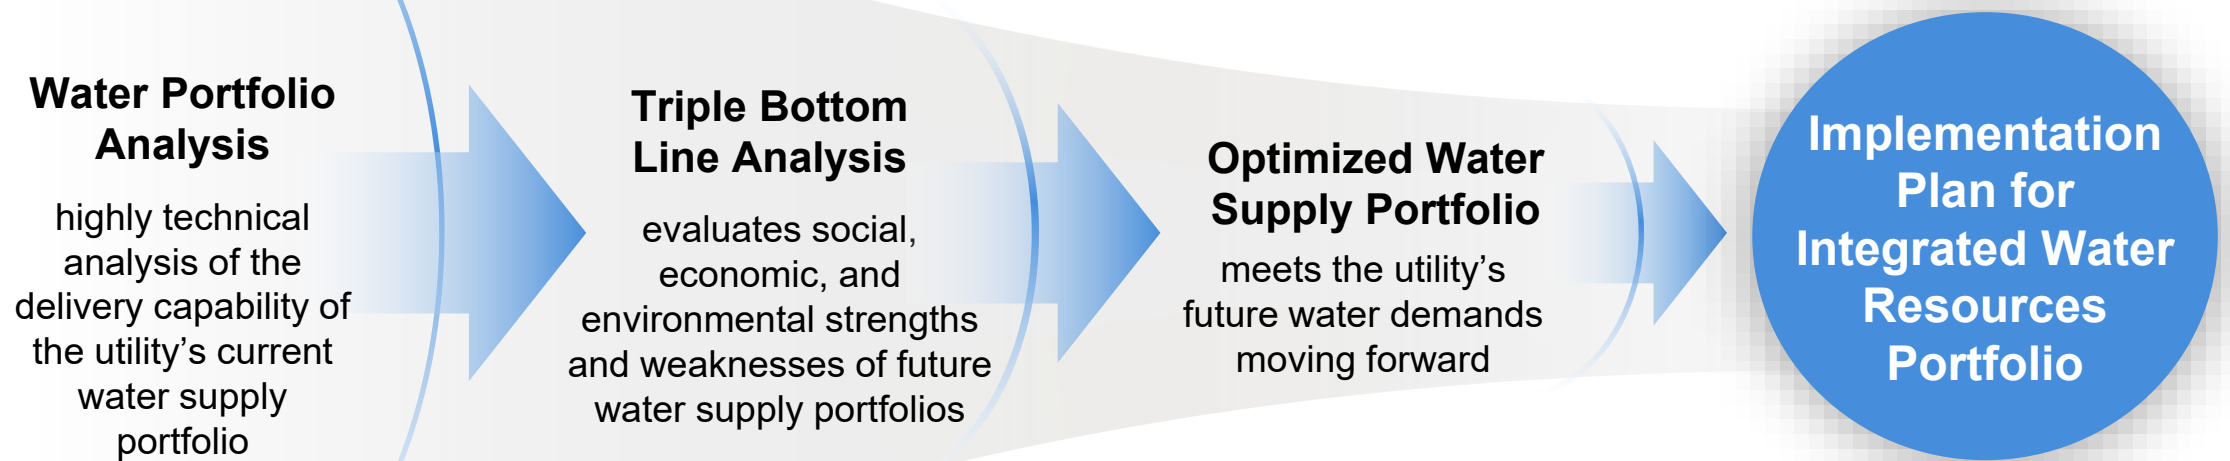 Water Portfolio
Analysis
highly technical
analysis of the
delivery capability of
the utility’s current
water supply
portfolio
Triple Bottom
Line Analysis
evaluates social,
economic, and
environmental strengths
and weaknesses of future
water supply portfolios
Optimized Water
Supply Portfolio
meets the utility’s
future water demands
moving forward
Implementation
Plan for
Integrated Water
Resources
Portfolio